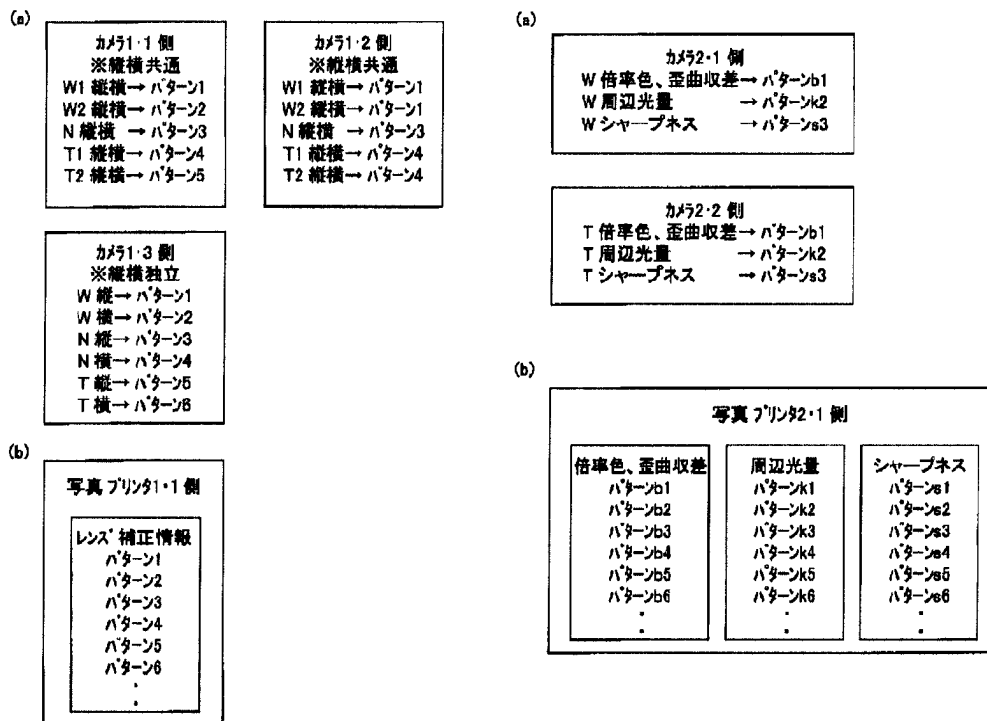 (a)
カメラ1・1 側
※縦横共通
W1 縦横→ パターン1
W2 縦横→ パターン2
N 縦横 → パターン3
T1 縦横→ パターン4
T2 縦横→ パターン5
カメラ1・2 側
※縦横共通
W1 縦横→ パターン1
W2 縦横→ パターン1
N 縦横 → パターン3
T1 縦横→ パターン4
T2 縦横→ パターン4
カメラ1・3 側
※縦横独立
W 縦→ パターン1
W 横→ パターン2
N 縦→ パターン3
N 横→ パターン4
T 縦→ パターン5
T 横→ パターン6
(b)
写真 プリンタ1・1 側
レンズ 補正情報
パターン1
パターン2
パターン3
パターン4
パターン5
パターン6
・
・
(a)
カメラ2・1 側
W 倍率色、歪曲収差→ パターンb1
W 周辺光量 → パターンk2
W シャープネス → パターンs3
カメラ2・2 側
T 倍率色、歪曲収差→ パターンb1
T 周辺光量 → パターンk2
T シャープネス → パターンs3
(b)
写真 プリンタ2・1 側
倍率色、歪曲収差
パターンb1
パターンb2
パターンb3
パターンb4
パターンb5
パターンb6
・
・
周辺光量
パターンk1
パターンk2
パターンk3
パターンk4
パターンk5
パターンk6
・
・
シャープネス
パターンs1
パターンs2
パターンs3
パターンs4
パターンs5
パターンs6
・
・